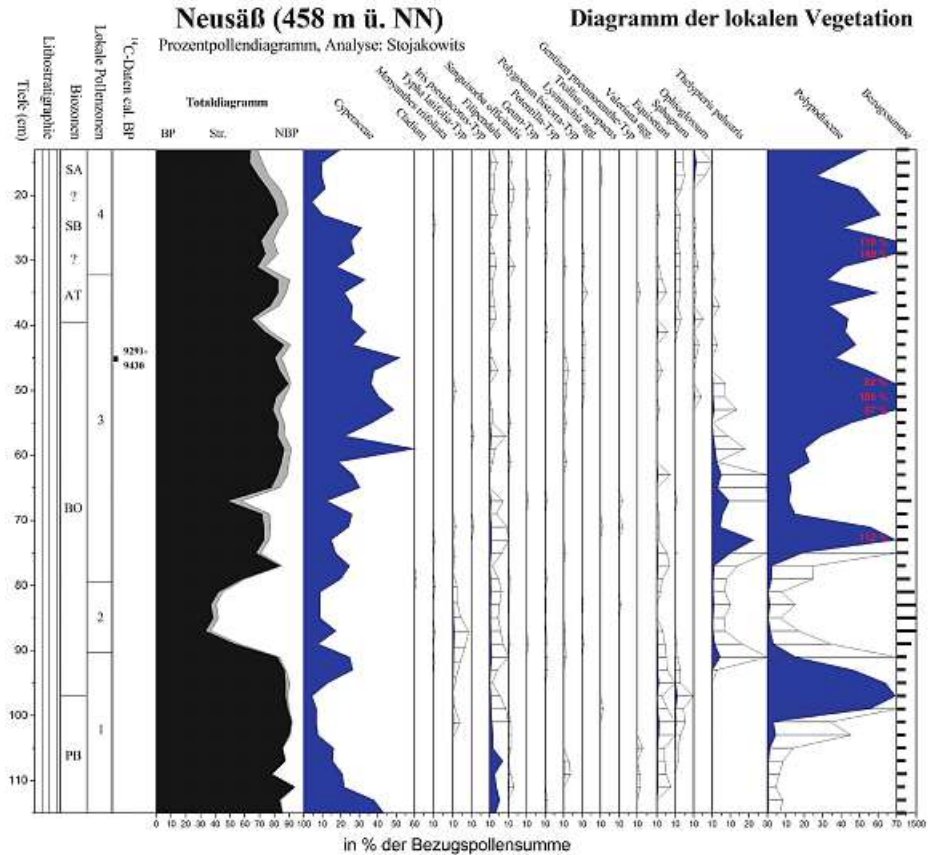 Neusäß (458 m ü. NN)
Diagramm der lokalen Vegetation
Prozentpollendiagramm, Analyse: Stojakowits
Tiefe (cm)
Lithostratigraphie
Biozonen
Lokale Pollenzonen
¹⁴C-Daten cal. BP
Totaldiagramm
BP Str. NBP
Cyperaceae
Cladium
Menyanthes trifoliata
Typha latifolia-Typ
Iris pseudacorus-Typ
Filipendula
Sanguisorba officinalis
Geum-Typ
Potentilla-Typ
Polygonum bistorta-Typ
Lysimachia agg.
Trollius europaeus
Gentiana pneumonanthe-Typ
Valeriana agg.
Equisetum
Sphagnum
Ophioglossum
Thelypteris palustris
Polypodiaceae
Bezugssumme
SA
?
SB
?
AT
BO
PB
4
3
2
1
9291-
9430
20
30
40
50
60
70
80
90
100
110
0 10 20 30 40 50 60 70 80 90
in % der Bezugspollensumme